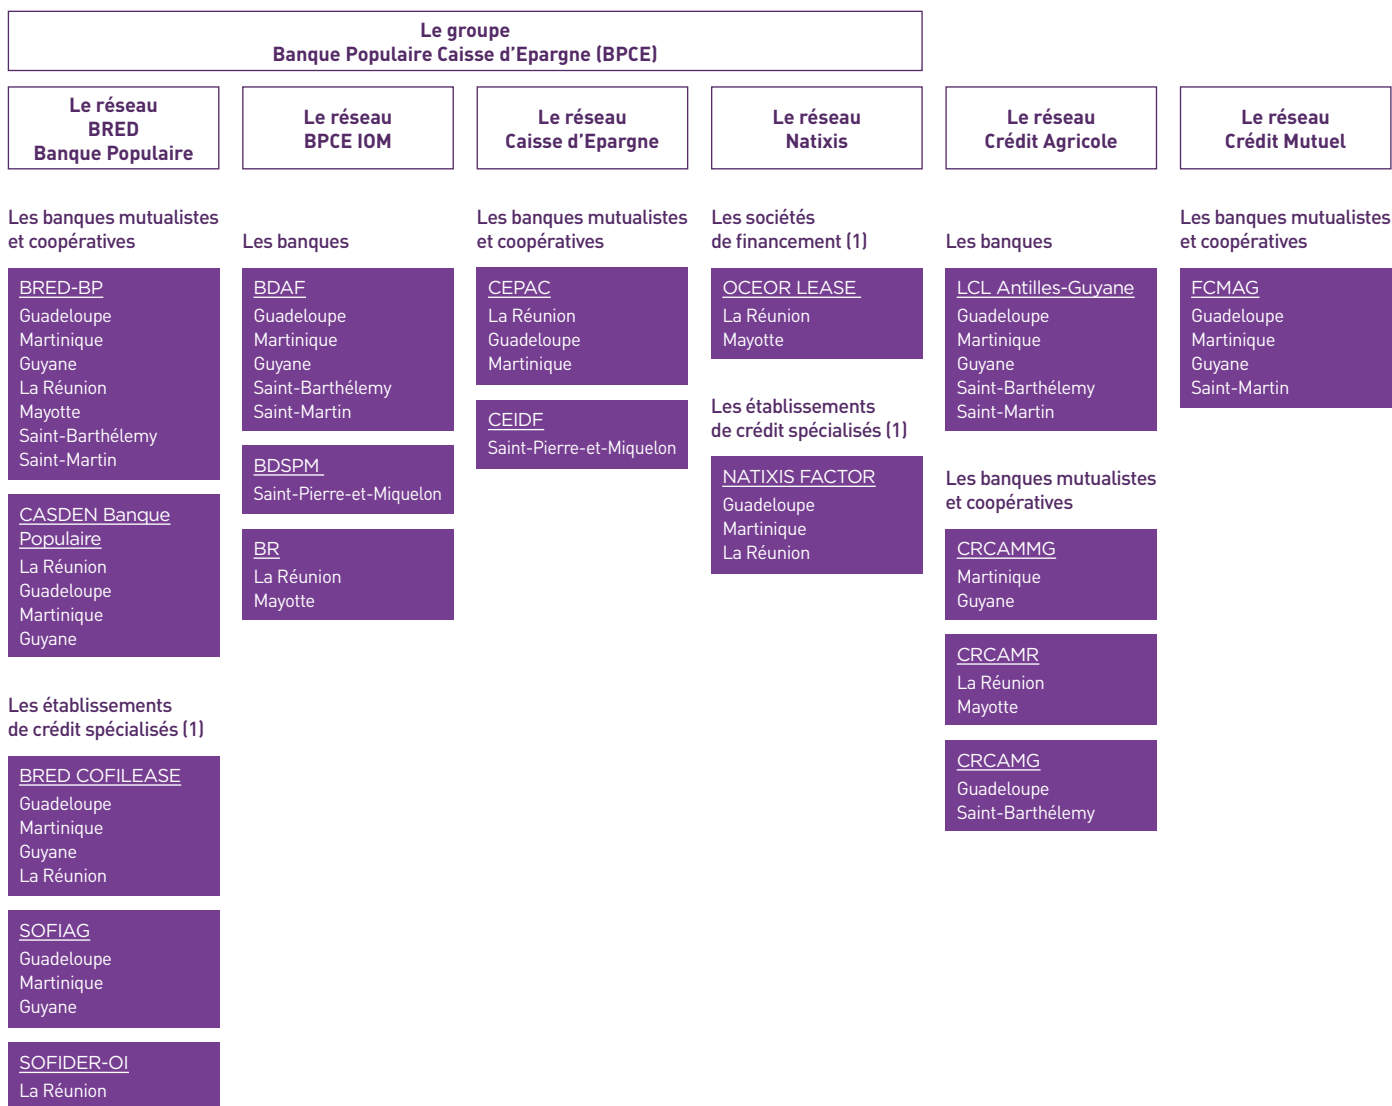 Le groupe
Banque Populaire Caisse d'Epargne (BPCE)
Le réseau
BRED
Banque Populaire
Les banques mutualistes
et coopératives
BRED-BP
Guadeloupe
Martinique
Guyane
La Réunion
Mayotte
Saint-Barthélemy
Saint-Martin
CASDEN Banque
Populaire
La Réunion
Guadeloupe
Martinique
Guyane
Les établissements
de crédit spécialisés (1)
BRED COFILEASE
Guadeloupe
Martinique
Guyane
La Réunion
SOFIAG
Guadeloupe
Martinique
Guyane
SOFIDER-OI
La Réunion
Le réseau
BPCE IOM
Les banques
BDAF
Guadeloupe
Martinique
Guyane
Saint-Barthélemy
Saint-Martin
BDSPM
Saint-Pierre-et-Miquelon
BR
La Réunion
Mayotte
Le réseau
Caisse d'Epargne
Les banques mutualistes
et coopératives
CEPAC
La Réunion
Guadeloupe
Martinique
CEIDF
Saint-Pierre-et-Miquelon
Le réseau
Natixis
Les sociétés
de financement (1)
OCEOR LEASE
La Réunion
Mayotte
Les établissements
de crédit spécialisés (1)
NATIXIS FACTOR
Guadeloupe
Martinique
La Réunion
Le réseau
Crédit Agricole
Les banques
LCL Antilles-Guyane
Guadeloupe
Martinique
Guyane
Saint-Barthélemy
Saint-Martin
Les banques mutualistes
et coopératives
CRCAMMG
Martinique
Guyane
CRCAMR
La Réunion
Mayotte
CRCAMG
Guadeloupe
Saint-Barthélemy
Le réseau
Crédit Mutuel
Les banques mutualistes
et coopératives
FCMAG
Guadeloupe
Martinique
Guyane
Saint-Martin